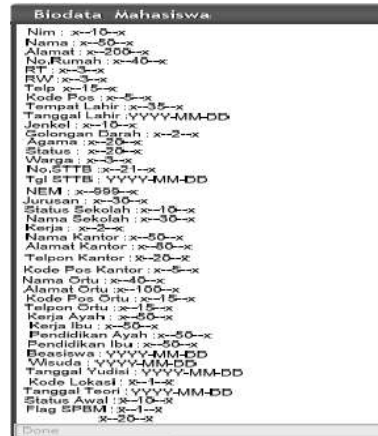 Biodata Mahasiswa
Nim : x--10--x
Nama : x--50--x
Alamat : x--200--x
No.Rumah : x--40--x
RT : x--3--x
RW : x--3--x
Telp : x--15--x
Kode Pos : x--5--x
Tempat Lahir : x--35--x
Tanggal Lahir :YYYY-MM-DD
Jenkel : x--10--x
Golongan Darah : x--2--x
Agama : x--20--x
Status : x--20--x
Warga : x--3--x
No.STTB : x--21--x
Tgl STTB : YYYY-MM-DD
NEM : x--999--x
Jurusan : x--30--x
Status Sekolah : x--10--x
Nama Sekolah : x--30--x
Kerja : x--2--x
Nama Kantor : x--50--x
Alamat Kantor : x--80--x
Telpon Kantor : x--20--x
Kode Pos Kantor : x--5--x
Nama Ortu : x--40--x
Alamat Ortu : x--100--x
Kode Pos Ortu : x--15--x
Telpon Ortu : x--15--x
Kerja Ayah : x--50--x
Kerja Ibu : x--50--x
Pendidikan Ayah : x--50--x
Pendidikan Ibu : x--50--x
Beasiswa : YYYY-MM-DD
Wisuda : YYYY-MM-DD
Tanggal Yudisi : YYYY-MM-DD
Kode Lokasi : x--1--x
Tanggal Teori : YYYY-MM-DD
Status Awal : x--10--x
Flag SPBM : x--1--x
x--20--x
Done